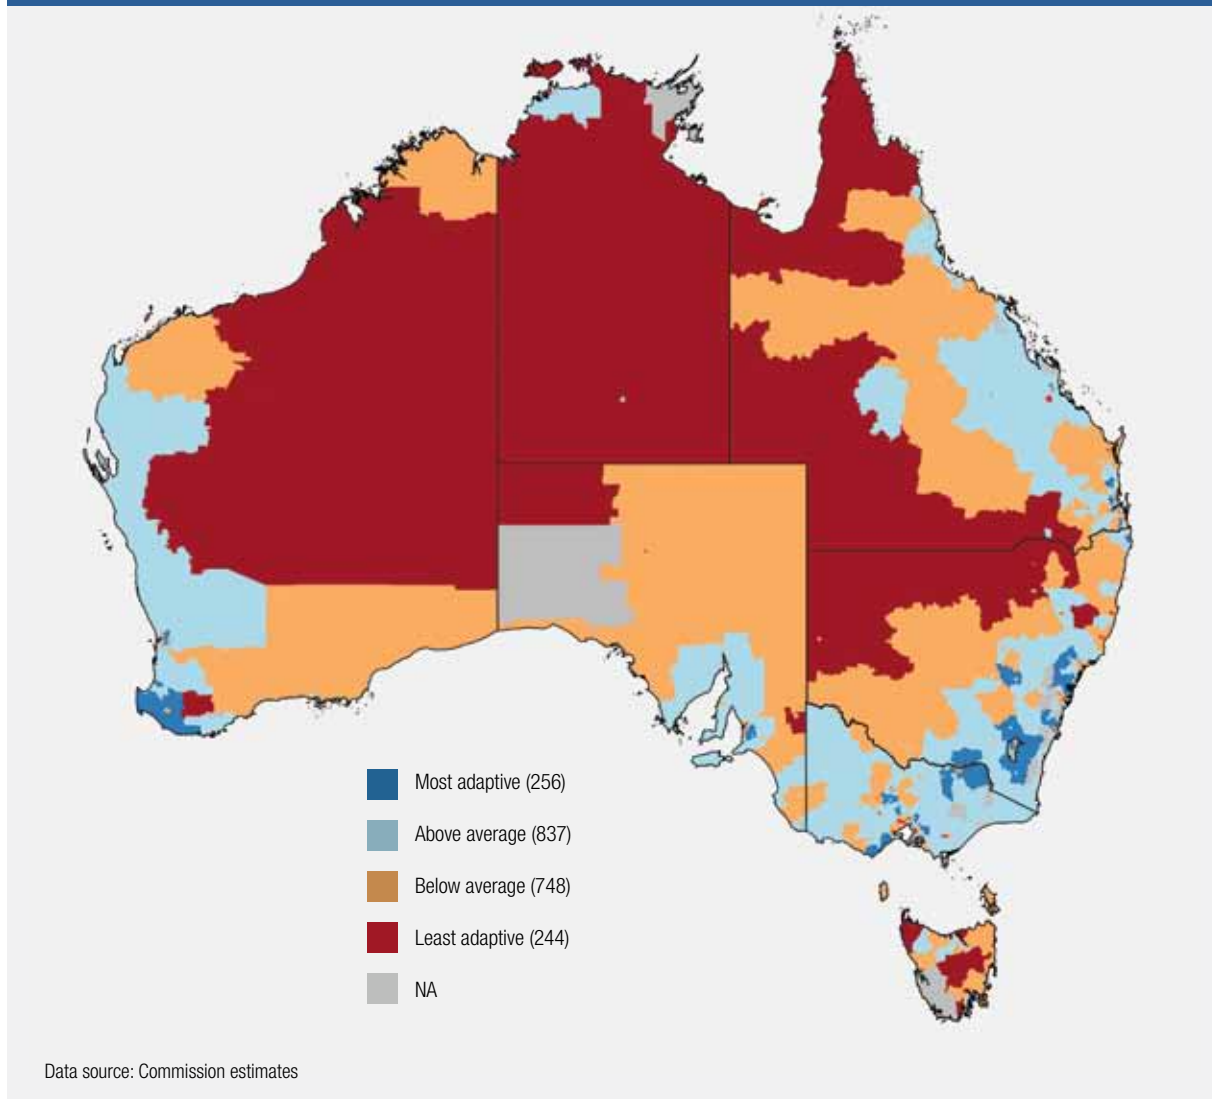 Most adaptive (256)
Above average (837)
Below average (748)
Least adaptive (244)
NA
Data source: Commission estimates